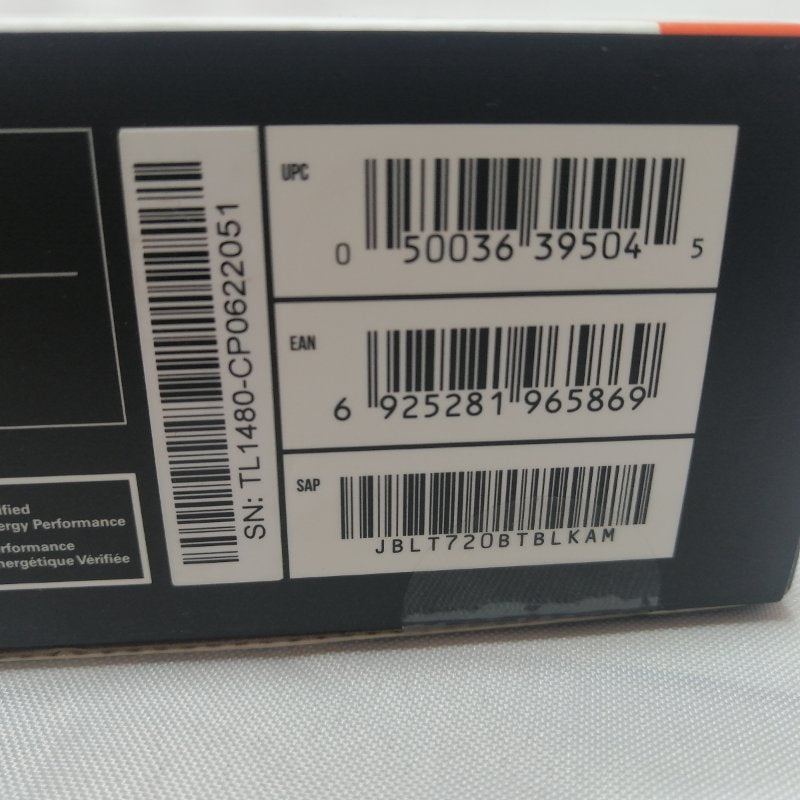 UPC
0 50036 39504 5
EAN
6 925281 965869
SAP
JBLT720BTBLKAM
SN: TL1480-CP0622051
ified
ergy Performance
rformance
nergétique Vérifiée